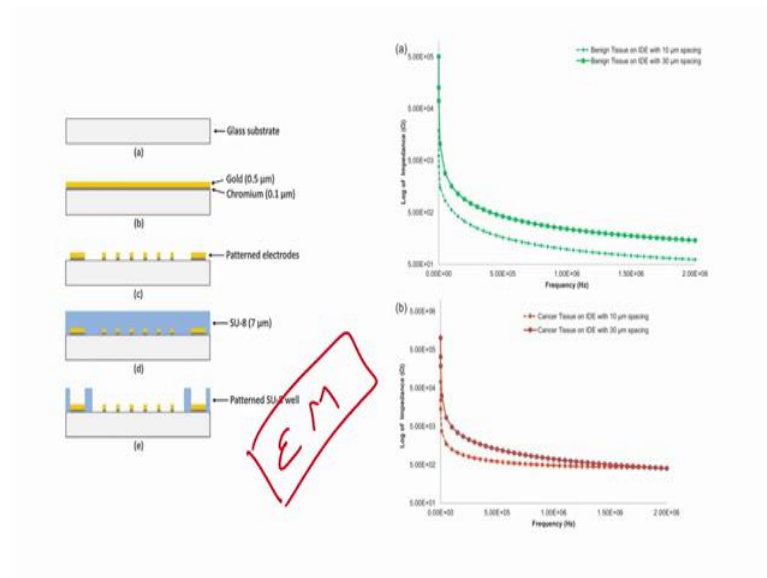 Glass substrate
(a)
Gold (0.5 µm)
Chromium (0.1 µm)
(b)
Patterned electrodes
(c)
SU-8 (7 µm)
(d)
Patterned SU-8 well
(e)
E M
(a)
Benign Tissue on IDE with 10 µm spacing
Benign Tissue on IDE with 30 µm spacing
Log of Impedance (Ω)
5.00E+05
5.00E+04
5.00E+03
5.00E+02
5.00E+01
0.00E+00 5.00E+05 1.00E+06 1.50E+06 2.00E+06
Frequency (Hz)
(b)
Cancer Tissue on IDE with 10 µm spacing
Cancer Tissue on IDE with 30 µm spacing
Log of Impedance (Ω)
5.00E+06
5.00E+05
5.00E+04
5.00E+03
5.00E+02
5.00E+01
0.00E+00 5.00E+05 1.00E+06 1.50E+06 2.00E+06
Frequency (Hz)